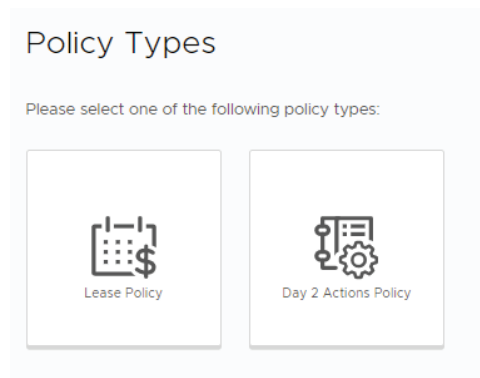 Policy Types
Please select one of the following policy types:
Lease Policy
Day 2 Actions Policy